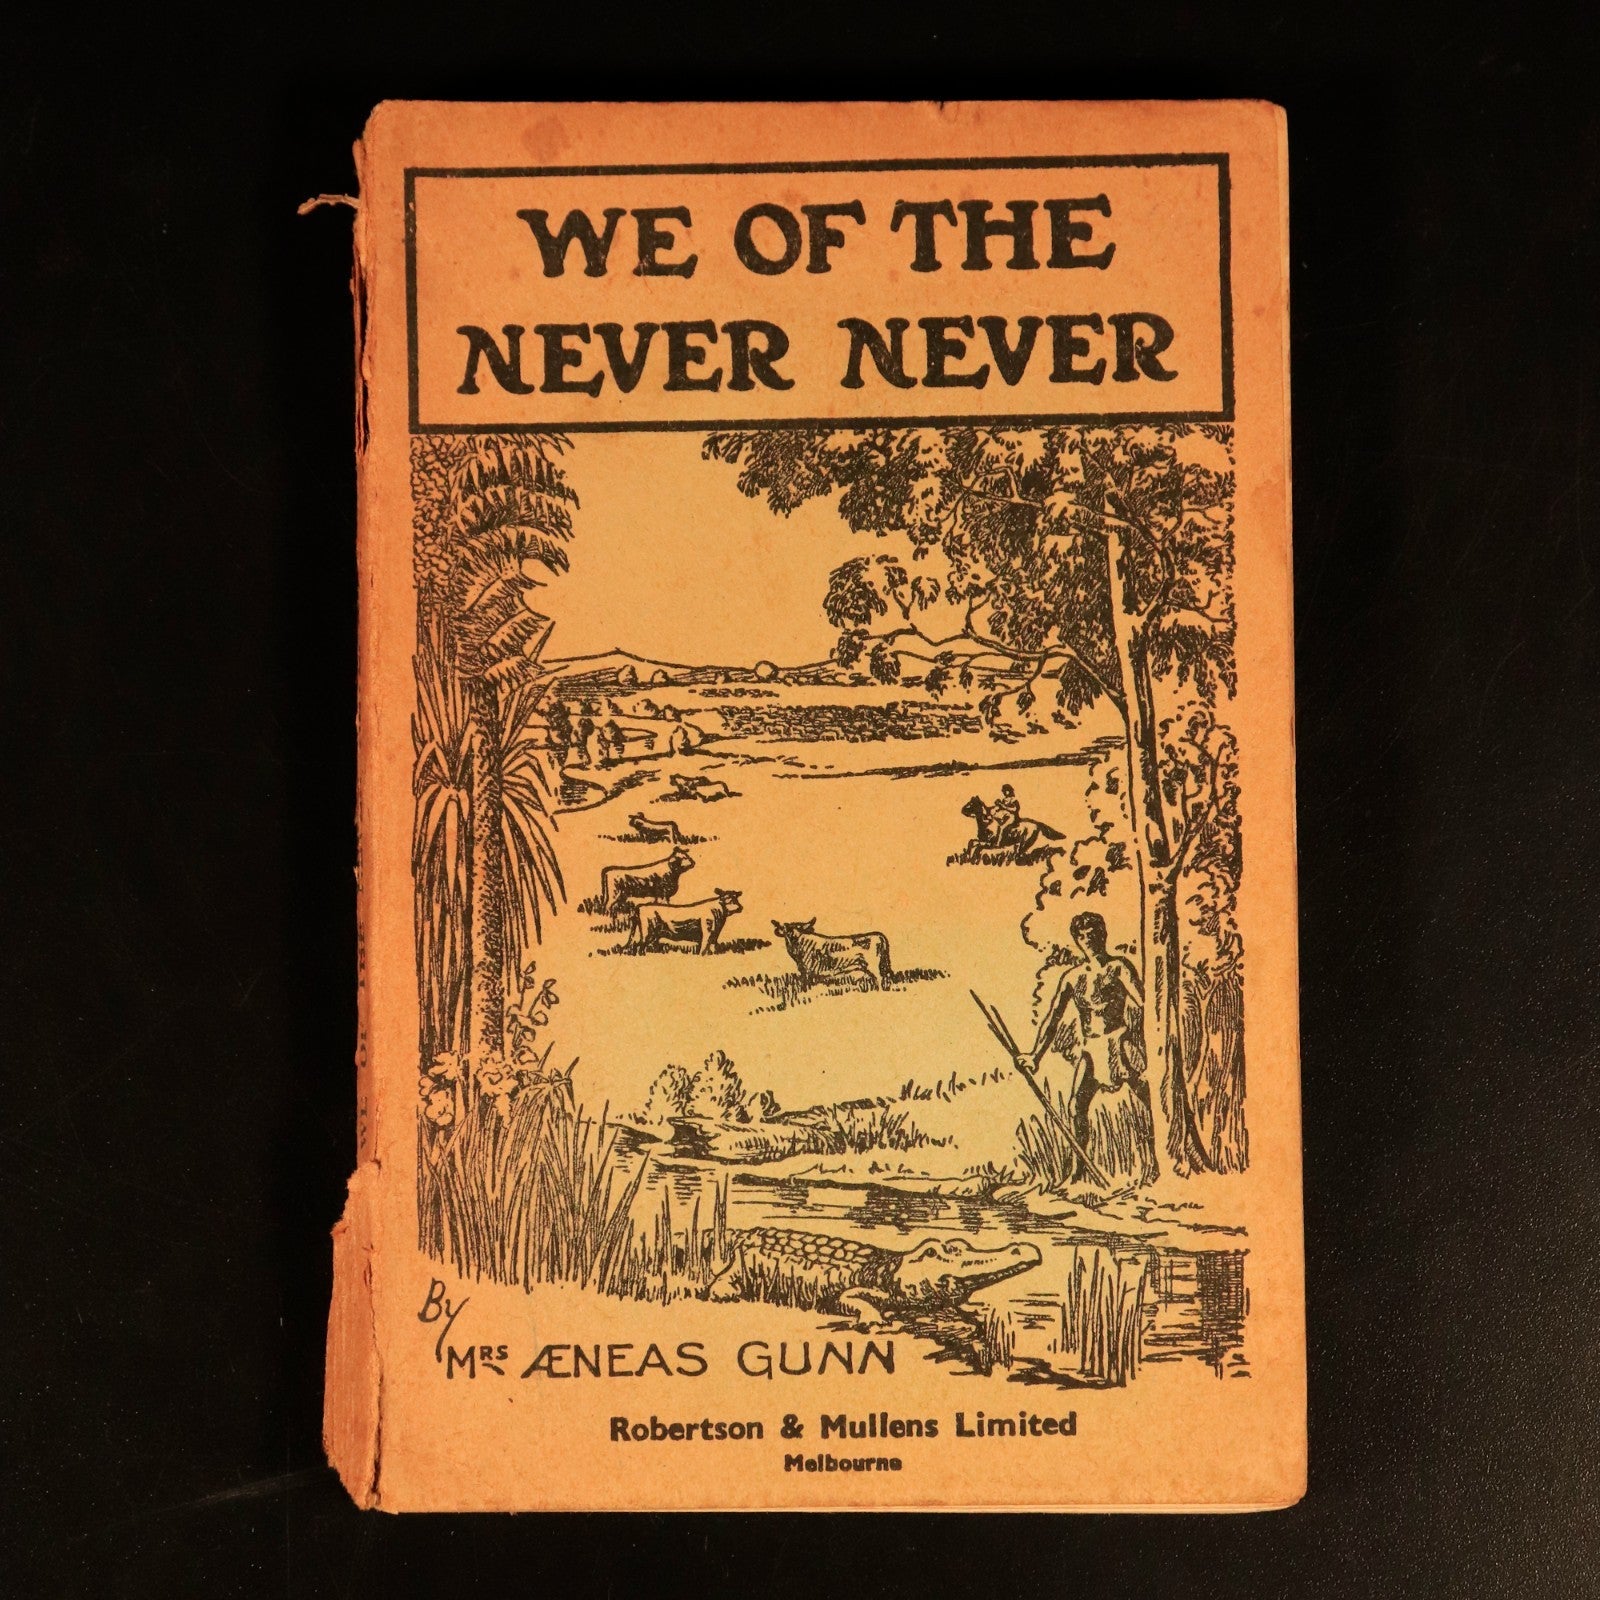 WE OF THE
NEVER NEVER
By
MRS ÆNEAS GUNN
Robertson & Mullens Limited
Melbourne